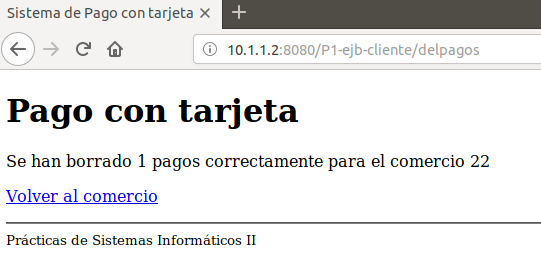 Sistema de Pago con tarjeta
10.1.1.2:8080/P1-ejb-cliente/delpagos
Pago con tarjeta
Se han borrado 1 pagos correctamente para el comercio 22
Volver al comercio
Prácticas de Sistemas Informáticos II